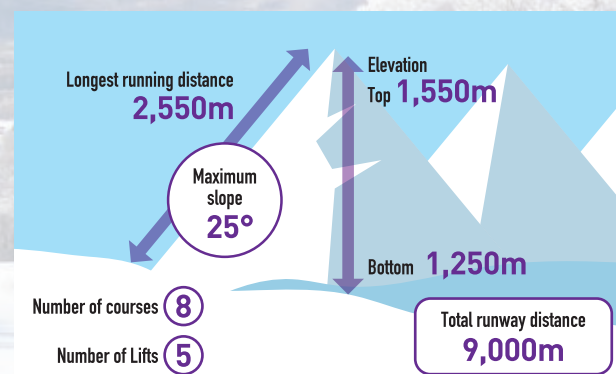 Longest running distance
2,550m
Elevation
Top 1,550m
Maximum
slope
25°
Bottom 1,250m
Number of courses 8
Number of Lifts 5
Total runway distance
9,000m